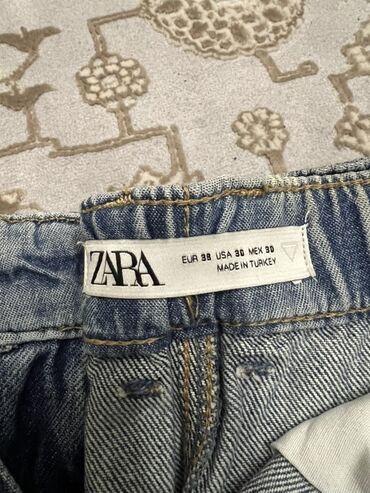 ZARA
EUR 38 USA 30 MEX 30
MADE IN TURKEY